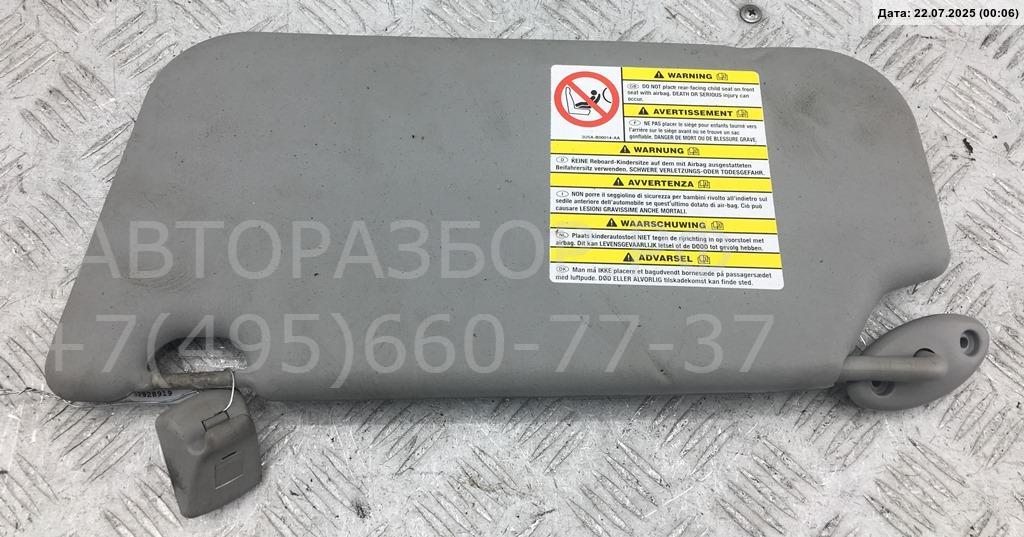 Дата: 22.07.2025 (00:06)
WARNING
GB DO NOT place rear-facing child seat on front
seat with airbag. DEATH OR SERIOUS injury can
occur.
AVERTISSEMENT
F NE PAS placer le siège pour enfants tourné vers
l'arrière sur le siège avant où se trouve un sac
gonflable. DANGER DE MORT OU DE BLESSURE GRAVE.
3U5A-B00014-AA
WARNUNG
D KEINE Reboard-Kindersitze auf dem mit Airbag ausgestatteten
Beifahrersitz verwenden. SCHWERE VERLETZUNGS-ODER TODESGEFAHR.
AVVERTENZA
I NON porre il seggiolino di sicurezza per bambini rivolto all'indietro sul
sedile anteriore dell'automobile se quest'ultimo dotato di air-bag. Ciò può
causare LESIONI GRAVISSIME ANCHE MORTALI.
WAARSCHUWING
NL Plaats kinderautostoel NIET tegen de rijrichting in op voorstoel met
airbag. Dit kan LEVENSGEVAARLIJK letsel of de DOOD tot gevolg hebben.
ADVARSEL
DK Man må IKKE placere et bagudvendt bornesæde på passagersædet
med luftpude. DØD ELLER ALVORLIG tilskadekomst kan finde sted.
+7(495)660-77-37